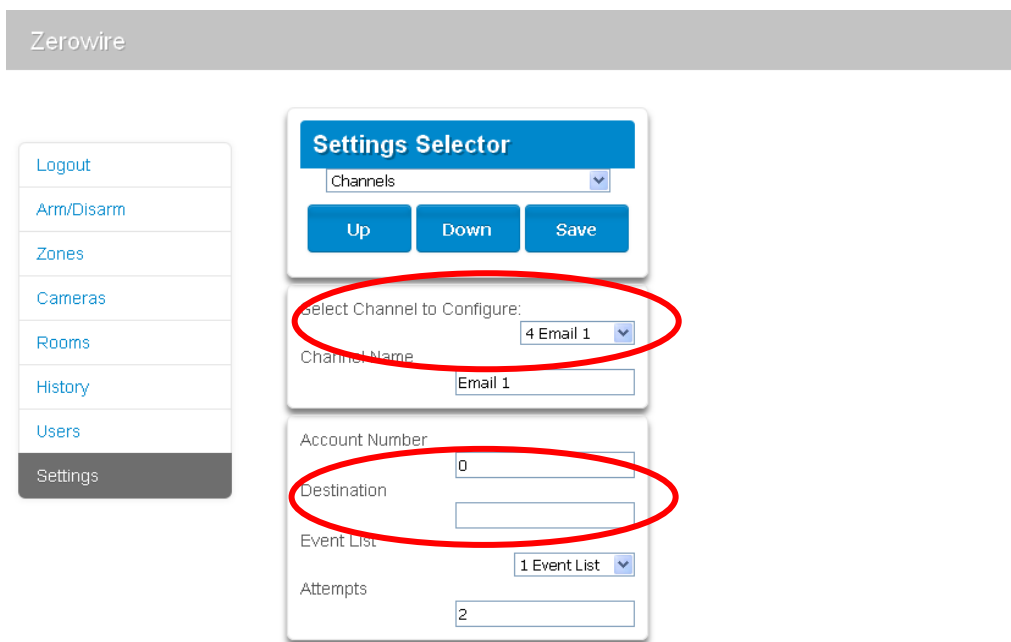 Zerowire
Logout
Arm/Disarm
Zones
Cameras
Rooms
History
Users
Settings
Settings Selector
Channels
Up Down Save
Select Channel to Configure:
4 Email 1
Channel Name
Email 1
Account Number
0
Destination
Event List
1 Event List
Attempts
2